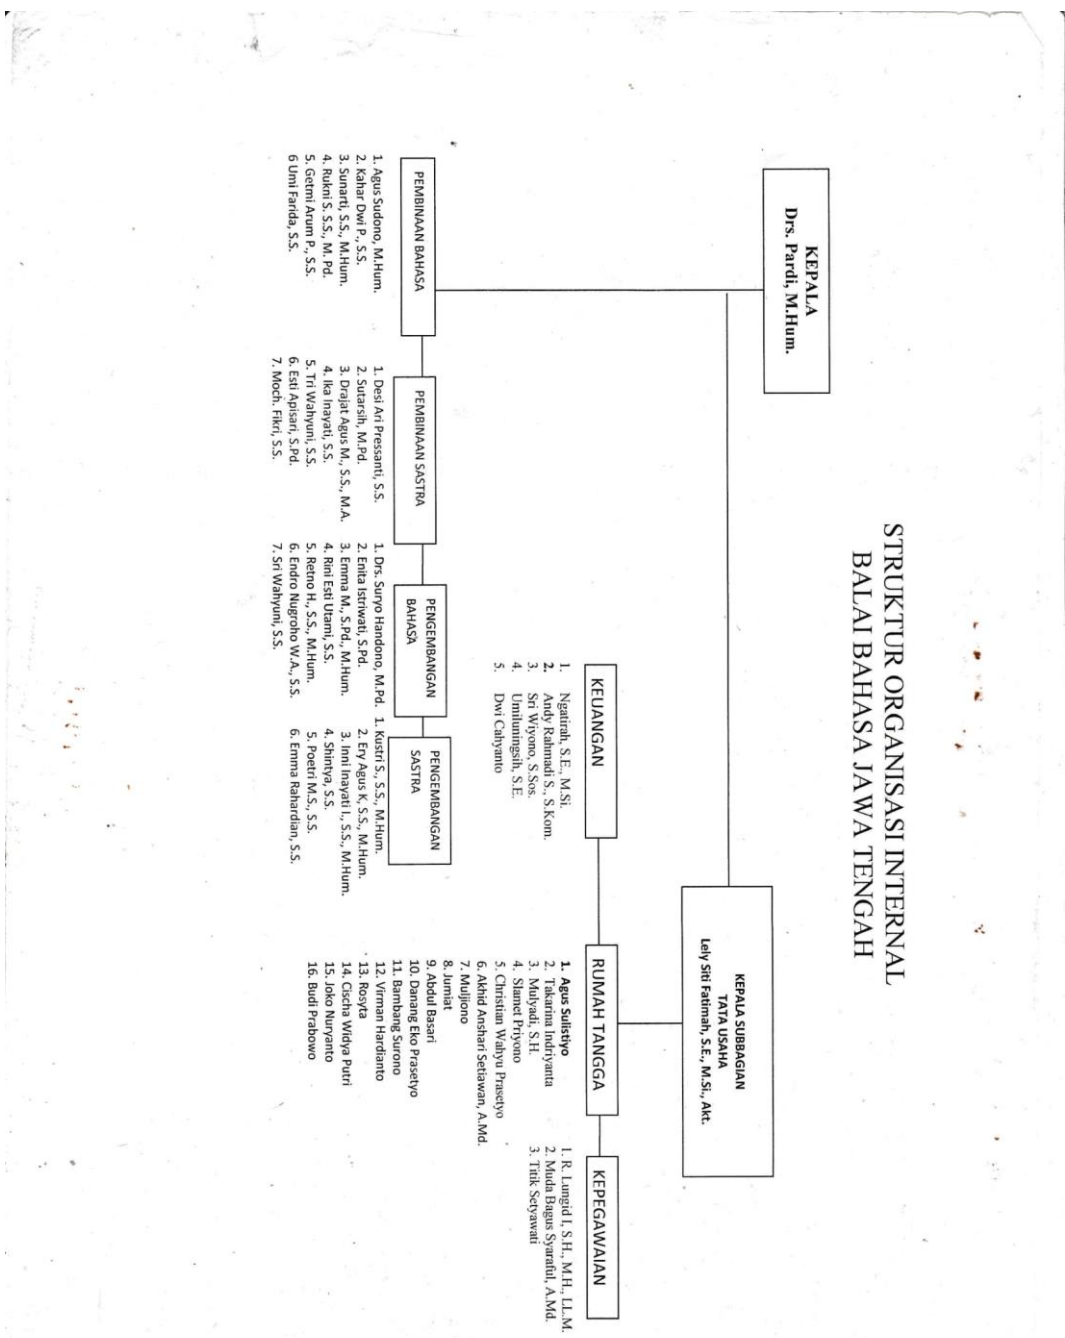 STRUKTUR ORGANISASI INTERNAL
BALAI BAHASA JAWA TENGAH
KEPALA
Drs. Pardi, M.Hum.
KEPALA SUBBAGIAN
TATA USAHA
Lely Siti Fatimah, S.E., M.Si., Akt.
KEUANGAN
1. Ngatirah, S.E., M.Si.
2. Andy Rahmadi S., S.Kom.
3. Sri Wiyono, S.Sos.
4. Umiluningsih, S.E.
5. Dwi Cahyanto
RUMAH TANGGA
1. Agus Sulistiyo
2. Takarina Indriyanta
3. Mulyadi, S.H.
4. Slamet Priyono
5. Christian Wahyu Prasetyo
6. Akhid Anshari Setiawan, A.Md.
7. Muljiono
8. Jumiat
9. Abdul Basari
10. Danang Eko Prasetyo
11. Bambang Surono
12. Virman Hardianto
13. Rosyta
14. Cischa Widya Putri
15. Joko Nuryanto
16. Budi Prabowo
KEPEGAWAIAN
1. R. Lungid I, S.H., M.H., LL.M.
2. Muda Bagus Syaraful, A.Md.
3. Titik Setyawati
PEMBINAAN BAHASA
1. Agus Sudono, M.Hum.
2. Kahar Dwi P., S.S.
3. Sunarti, S.S., M.Hum.
4. Rukni S. S.S., M. Pd.
5. Getmi Arum P., S.S.
6 Umi Farida, S.S.
PEMBINAAN SASTRA
1. Desi Ari Pressanti, S.S.
2. Sutarsih, M.Pd.
3. Drajat Agus M., S.S., M.A.
4. Ika Inayati, S.S.
5. Tri Wahyuni, S.S.
6. Esti Apisari, S.Pd.
7. Moch. Fikri, S.S.
PENGEMBANGAN
BAHASA
1. Drs. Suryo Handono, M.Pd.
2. Enita Istriwati, S.Pd.
3. Emma M., S.Pd., M.Hum.
4. Rini Esti Utami, S.S.
5. Retno H., S.S., M.Hum.
6. Endro Nugroho W.A., S.S.
7. Sri Wahyuni, S.S.
PENGEMBANGAN
SASTRA
1. Kustri S., S.S., M.Hum.
2. Ery Agus K, S.S., M.Hum.
3. Inni Inayati I., S.S., M.Hum.
4. Shintya, S.S.
5. Poetri M.S., S.S.
6. Emma Rahardian, S.S.